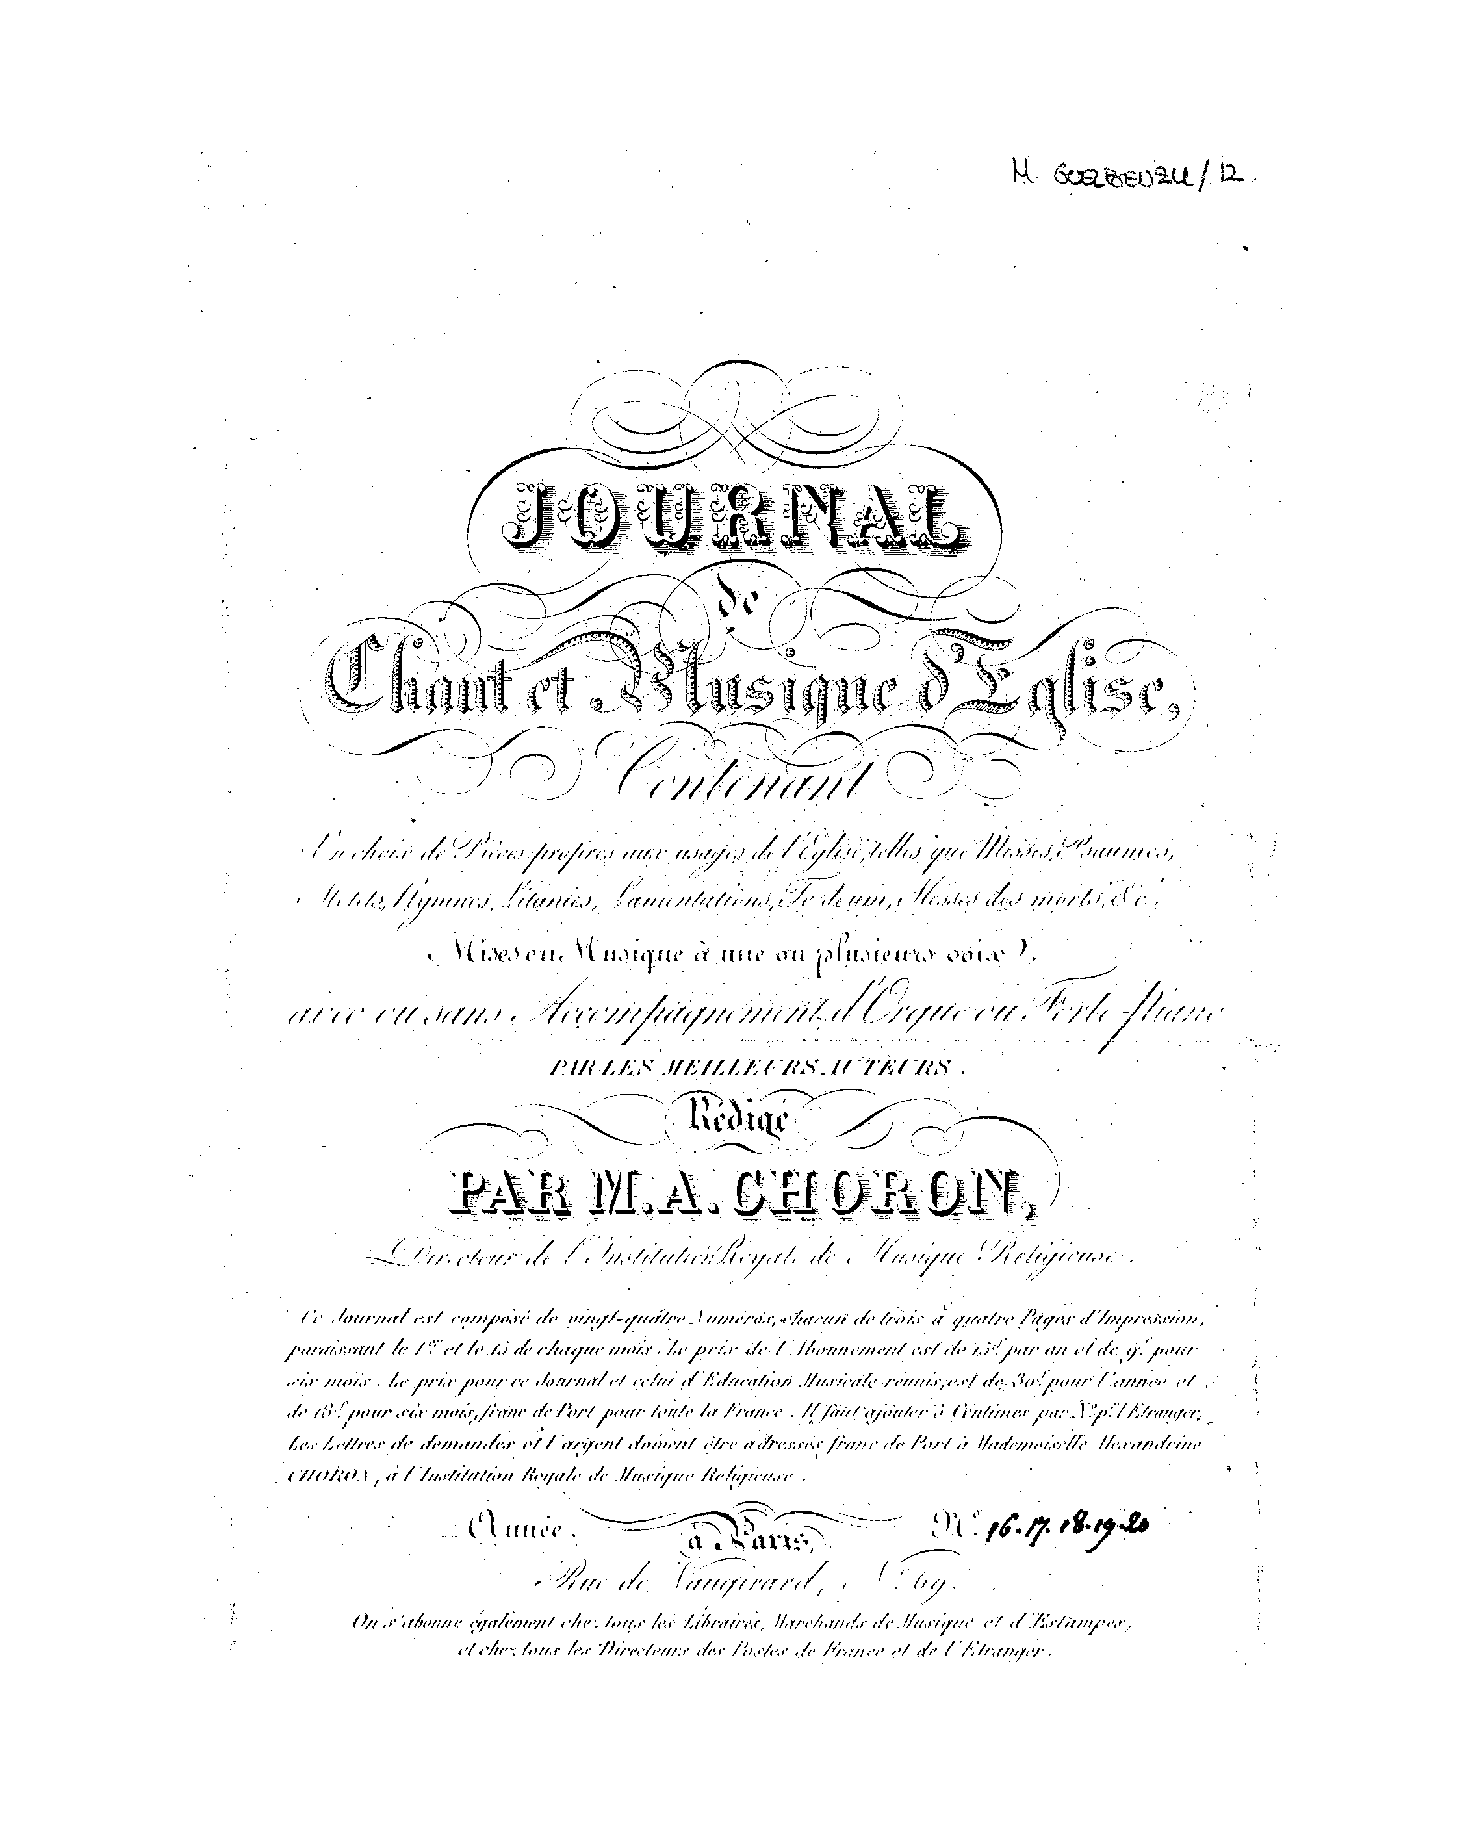 JOURNAL
de
Chant et Musique d'Eglise,
Contenant
Un choix de Pièces propres aux usages de l'Eglise, telles que Messes, Psaumes,
Motets, Hymnes, Litanies, Lamentations, Te deum, Messes des morts, &c.
Mises en Musique à une ou plusieurs voix
avec ou sans Accompagnement d'Orgue ou Forte-piano
PAR LES MEILLEURS AUTEURS.
Rédigé
PAR M. A. CHORON,
Directeur de l'Institution Royale de Musique Religieuse.
Ce Journal est composé de vingt-quatre Numéros, chacun de trois à quatre Pages d'Impression,
paraissant le 1er et le 15 de chaque mois. Le prix de l'Abonnement est de 15f par an et de 9f pour
six mois. Le prix pour ce Journal et celui d'Education Musicale réunis, est de 30f pour l'année et
de 18f pour six mois, franc de Port pour toute la France. Il faut ajouter 5 Centimes par No pr l'Etranger.
Les Lettres de demandes et l'argent doivent être adressés, franc de Port à Mademoiselle Alexandrine
CHORON, à l'Institution Royale de Musique Religieuse.
Année. à Paris, No 16. 17. 18. 19. 20
Rue de Vaugirard, No 69.
On s'abonne également chez tous les Libraires, Marchands de Musique et d'Estampes,
et chez tous les Directeurs des Postes de France et de l'Etranger.